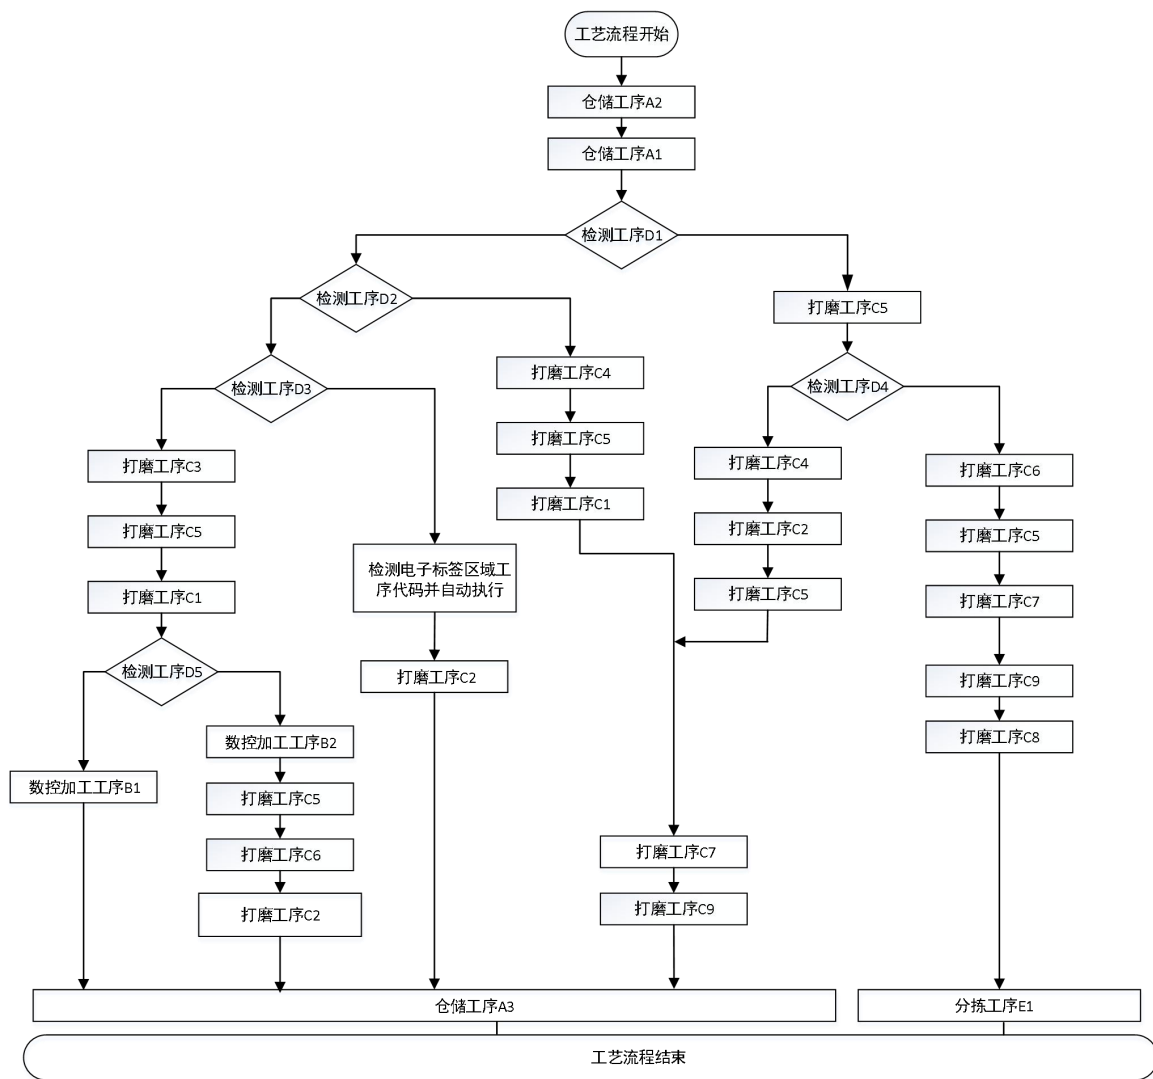 工艺流程开始
仓储工序A2
仓储工序A1
检测工序D1
检测工序D2
打磨工序C5
检测工序D3
打磨工序C4
检测工序D4
打磨工序C3
打磨工序C5
打磨工序C4
打磨工序C6
打磨工序C5
打磨工序C1
打磨工序C2
打磨工序C5
打磨工序C1
检测电子标签区域工
序代码并自动执行
打磨工序C5
打磨工序C7
检测工序D5
打磨工序C2
打磨工序C9
数控加工工序B2
打磨工序C8
数控加工工序B1
打磨工序C5
打磨工序C6
打磨工序C7
打磨工序C2
打磨工序C9
仓储工序A3
分拣工序E1
工艺流程结束